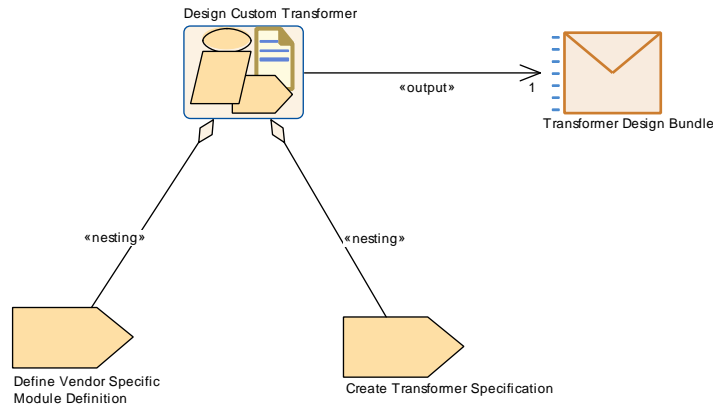 Design Custom Transformer
«output»
1
Transformer Design Bundle
«nesting»
«nesting»
Define Vendor Specific
Module Definition
Create Transformer Specification